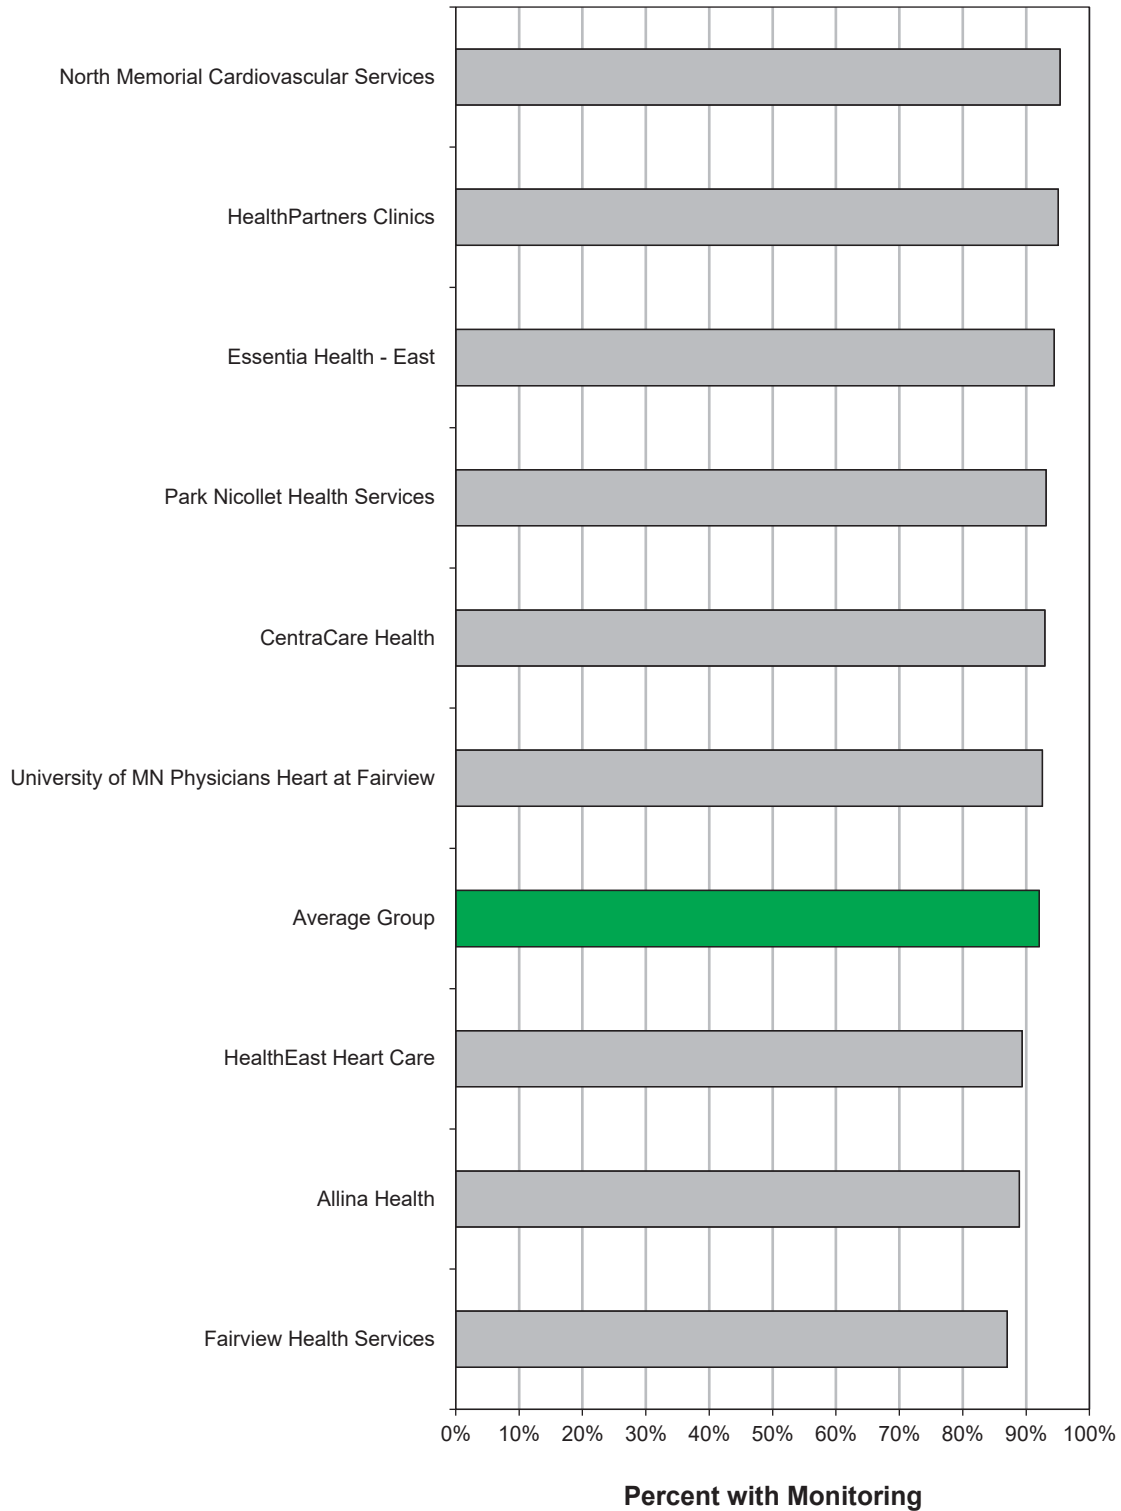 North Memorial Cardiovascular Services
HealthPartners Clinics
Essentia Health - East
Park Nicollet Health Services
CentraCare Health
University of MN Physicians Heart at Fairview
Average Group
HealthEast Heart Care
Allina Health
Fairview Health Services
0% 10% 20% 30% 40% 50% 60% 70% 80% 90% 100%
Percent with Monitoring